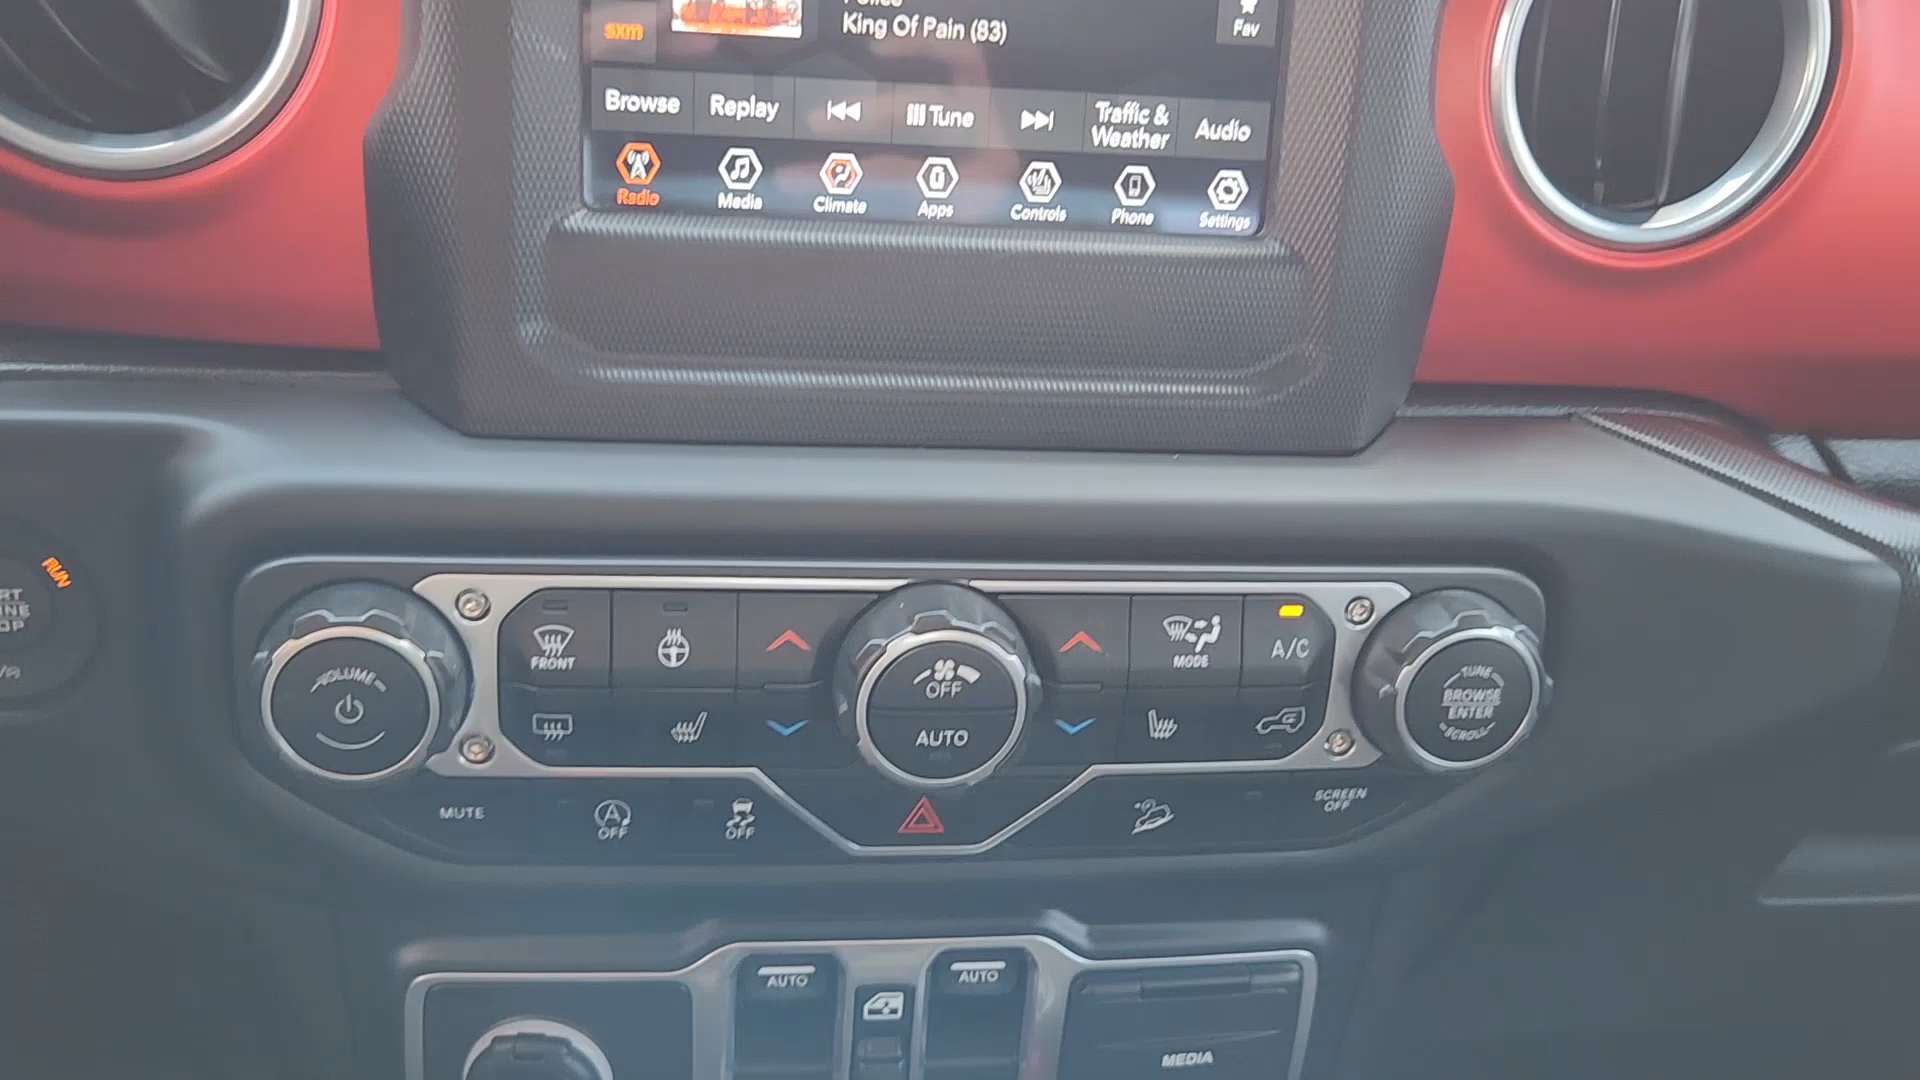 sxm
King Of Pain (83)
Fav
Browse
Replay
Tune
Traffic &
Weather
Audio
Radio
Media
Climate
Apps
Controls
Phone
Settings
RUN
VOLUME
FRONT
OFF
AUTO
MODE
A/C
TUNE
BROWSE
ENTER
SCROLL
MUTE
A
OFF
OFF
SCREEN
OFF
AUTO
AUTO
MEDIA